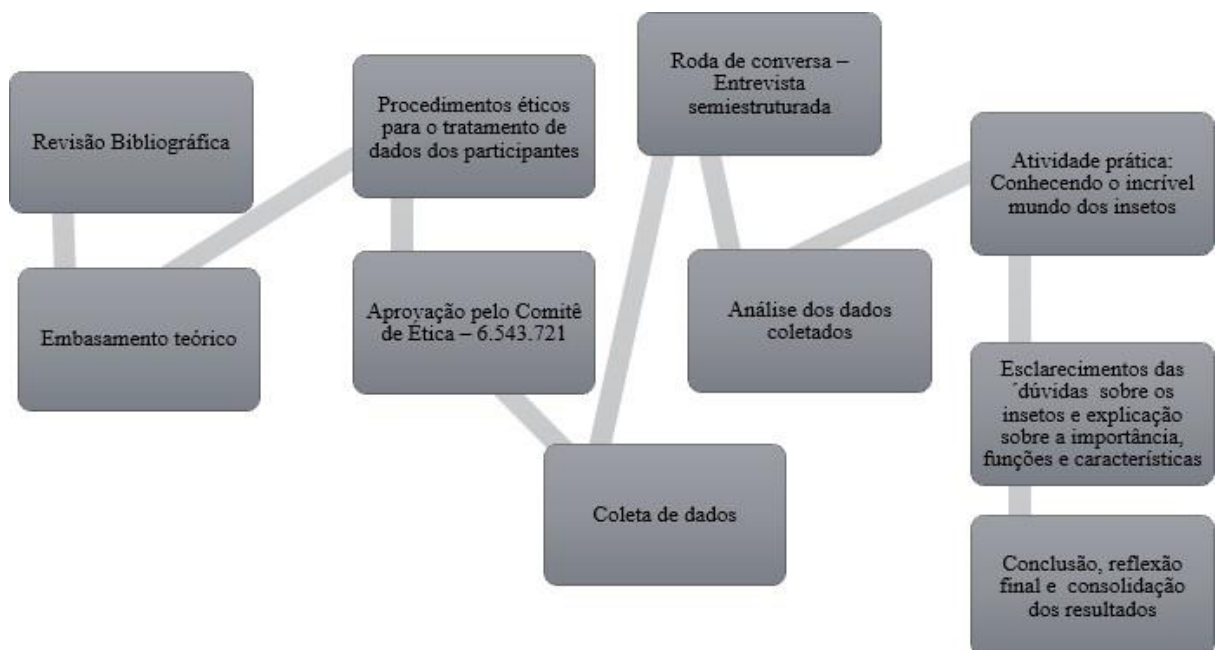 Revisão Bibliográfica
Embasamento teórico
Procedimentos éticos
para o tratamento de
dados dos participantes
Aprovação pelo Comitê
de Ética – 6.543.721
Coleta de dados
Roda de conversa –
Entrevista
semiestruturada
Análise dos dados
coletados
Atividade prática:
Conhecendo o incrível
mundo dos insetos
Esclarecimentos das
´dúvidas sobre os
insetos e explicação
sobre a importância,
funções e características
Conclusão, reflexão
final e consolidação
dos resultados